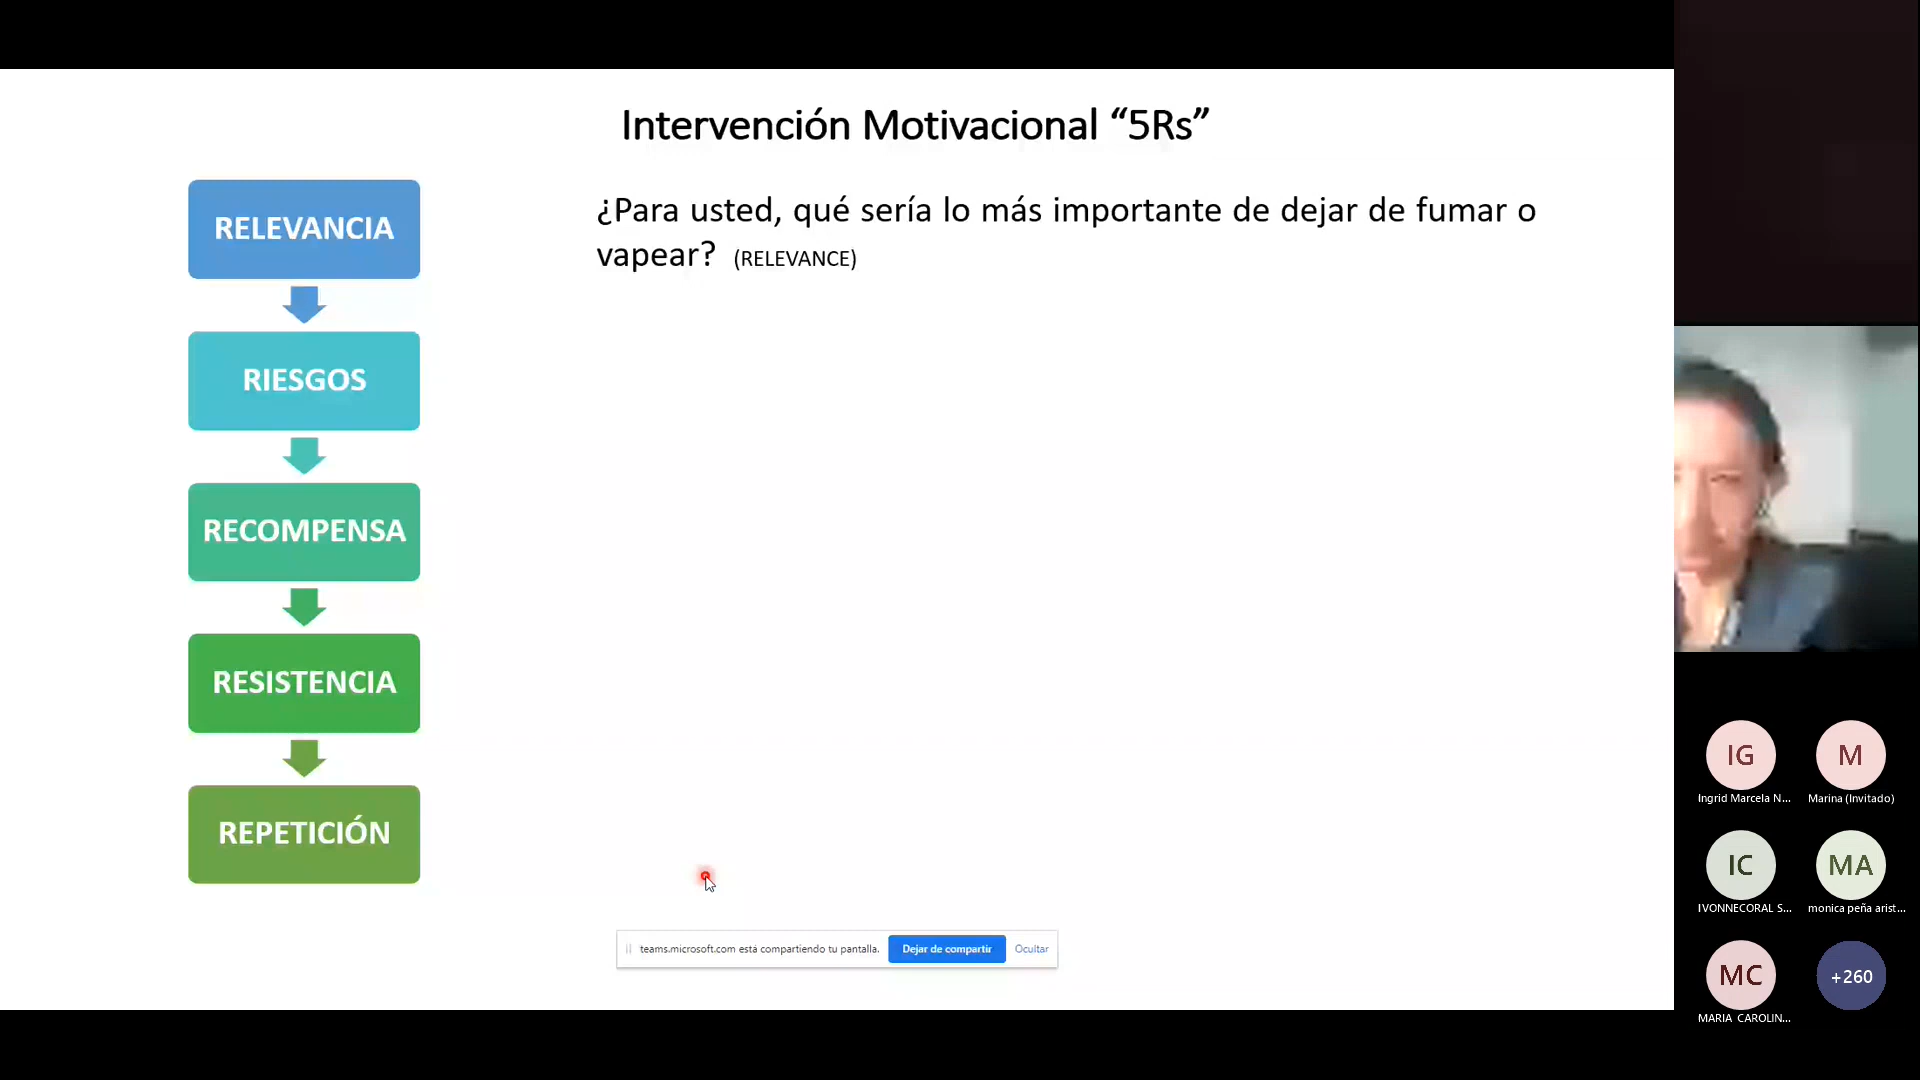 Intervención Motivacional “5Rs”
RELEVANCIA
RIESGOS
RECOMPENSA
RESISTENCIA
REPETICIÓN
¿Para usted, qué sería lo más importante de dejar de fumar o
vapear? (RELEVANCE)
teams.microsoft.com está compartiendo tu pantalla. Dejar de compartir Ocultar
IG M
Ingrid Marcela N... Marina (Invitado)
IC MA
IVONNECORAL S... monica peña arist...
MC +260
MARIA CAROLIN...